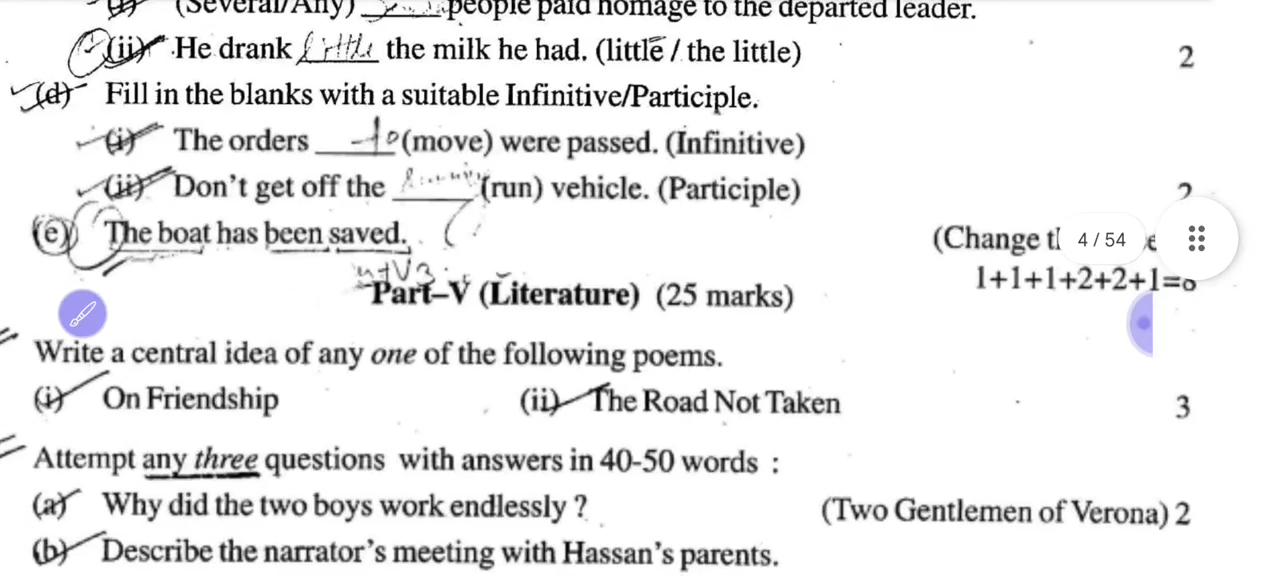 (Several/Any) people paid homage to the departed leader.
(ii) He drank little the milk he had. (little / the little) 2
(d) Fill in the blanks with a suitable Infinitive/Participle.
(i) The orders to (move) were passed. (Infinitive)
(ii) Don't get off the running (run) vehicle. (Participle) 2
(e) The boat has been saved. (Change 4 / 54
1+1+1+2+2+1=8
+V3
Part–V (Literature) (25 marks)
Write a central idea of any one of the following poems.
(i) On Friendship (ii) The Road Not Taken 3
Attempt any three questions with answers in 40-50 words :
(a) Why did the two boys work endlessly ? (Two Gentlemen of Verona) 2
(b) Describe the narrator's meeting with Hassan's parents.